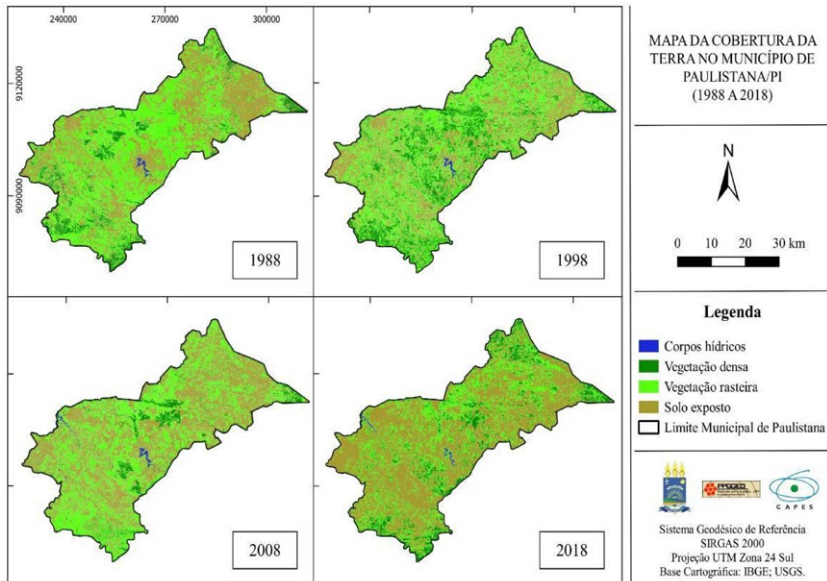 240000 270000 300000
9120000
9090000
1988
1998
2008
2018
MAPA DA COBERTURA DA
TERRA NO MUNICÍPIO DE
PAULISTANA/PI
(1988 A 2018)
N
0 10 20 30 km
Legenda
Corpos hídricos
Vegetação densa
Vegetação rasteira
Solo exposto
Limite Municipal de Paulistana
PPGGEO
CAPES
Sistema Geodésico de Referência
SIRGAS 2000
Projeção UTM Zona 24 Sul
Base Cartográfica: IBGE; USGS.